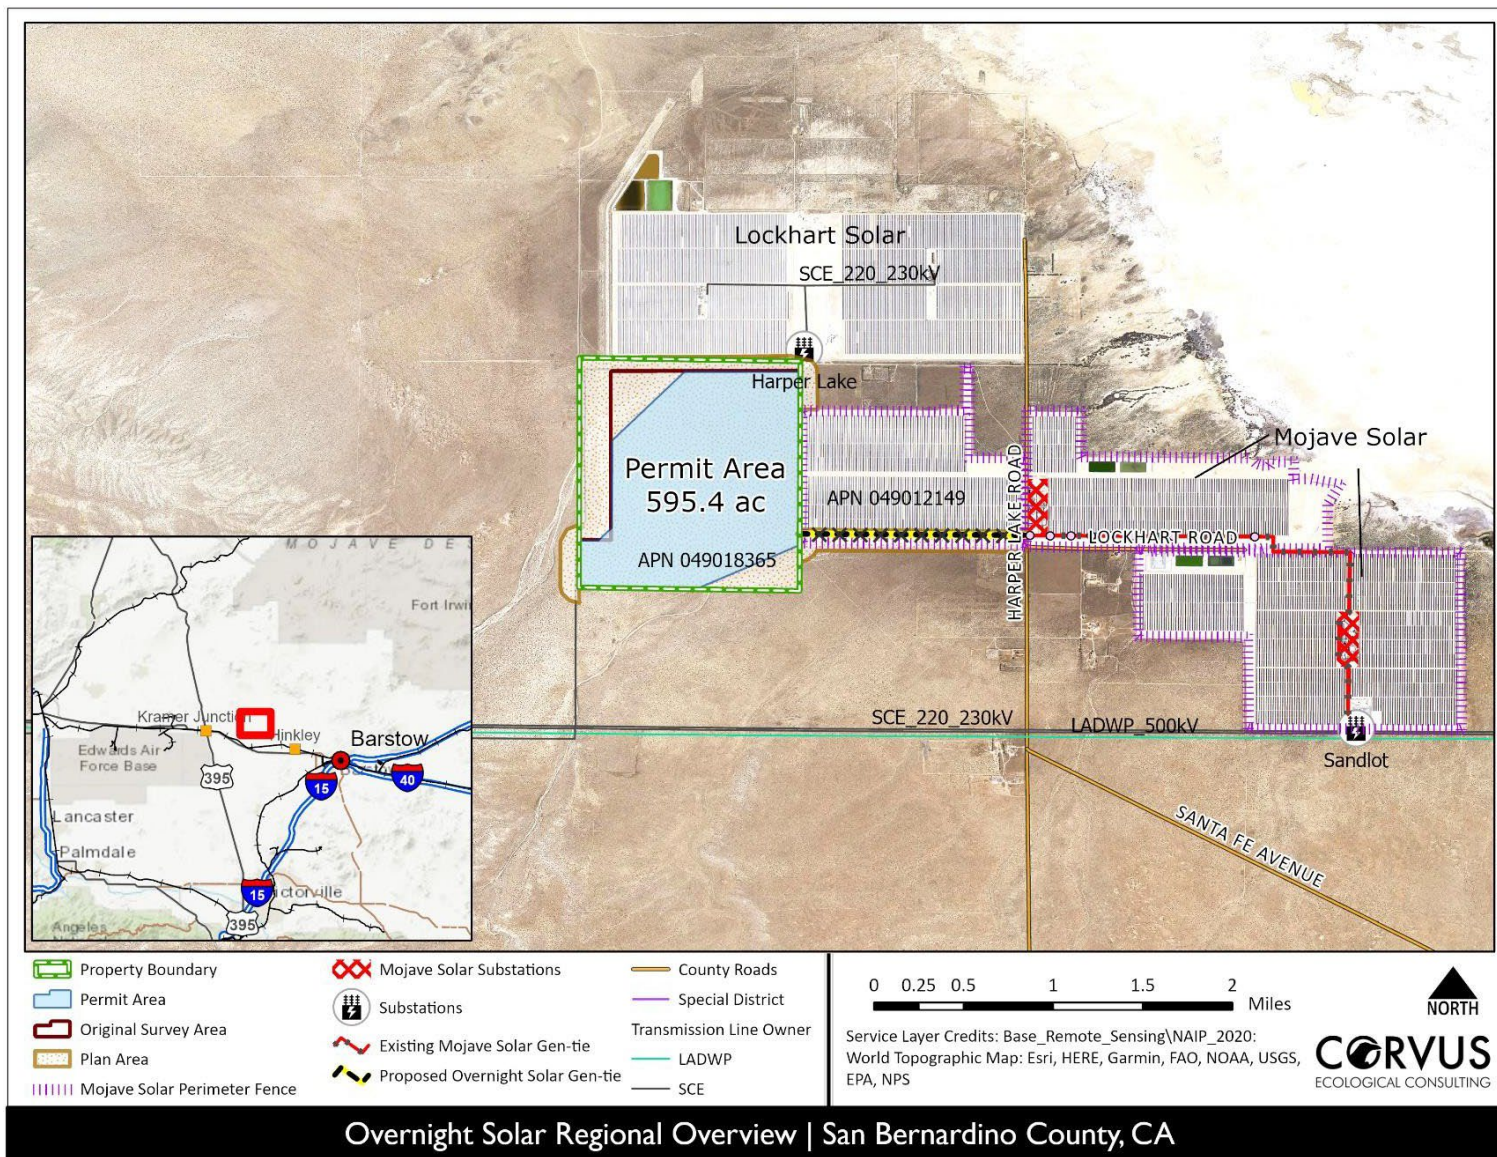 Lockhart Solar
SCE_220_230kV
Harper Lake
Permit Area
595.4 ac
APN 049018365
APN 049012149
HARPER LAKE ROAD
Mojave Solar
LOCKHART ROAD
SCE_220_230kV
LADWP_500kV
Sandlot
SANTA FE AVENUE
MOJAVE DES
Fort Irwi
Kramer Juncti
Hinkley
Barstow
Edwards Air
Force Base
395
15
40
Lancaster
Palmdale
15
ictorville
395
Angeles
Property Boundary
Permit Area
Original Survey Area
Plan Area
Mojave Solar Perimeter Fence
Mojave Solar Substations
Substations
Existing Mojave Solar Gen-tie
Proposed Overnight Solar Gen-tie
County Roads
Special District
Transmission Line Owner
LADWP
SCE
0 0.25 0.5 1 1.5 2
Miles
Service Layer Credits: Base_Remote_Sensing\NAIP_2020:
World Topographic Map: Esri, HERE, Garmin, FAO, NOAA, USGS,
EPA, NPS
NORTH
CORVUS
ECOLOGICAL CONSULTING
Overnight Solar Regional Overview | San Bernardino County, CA